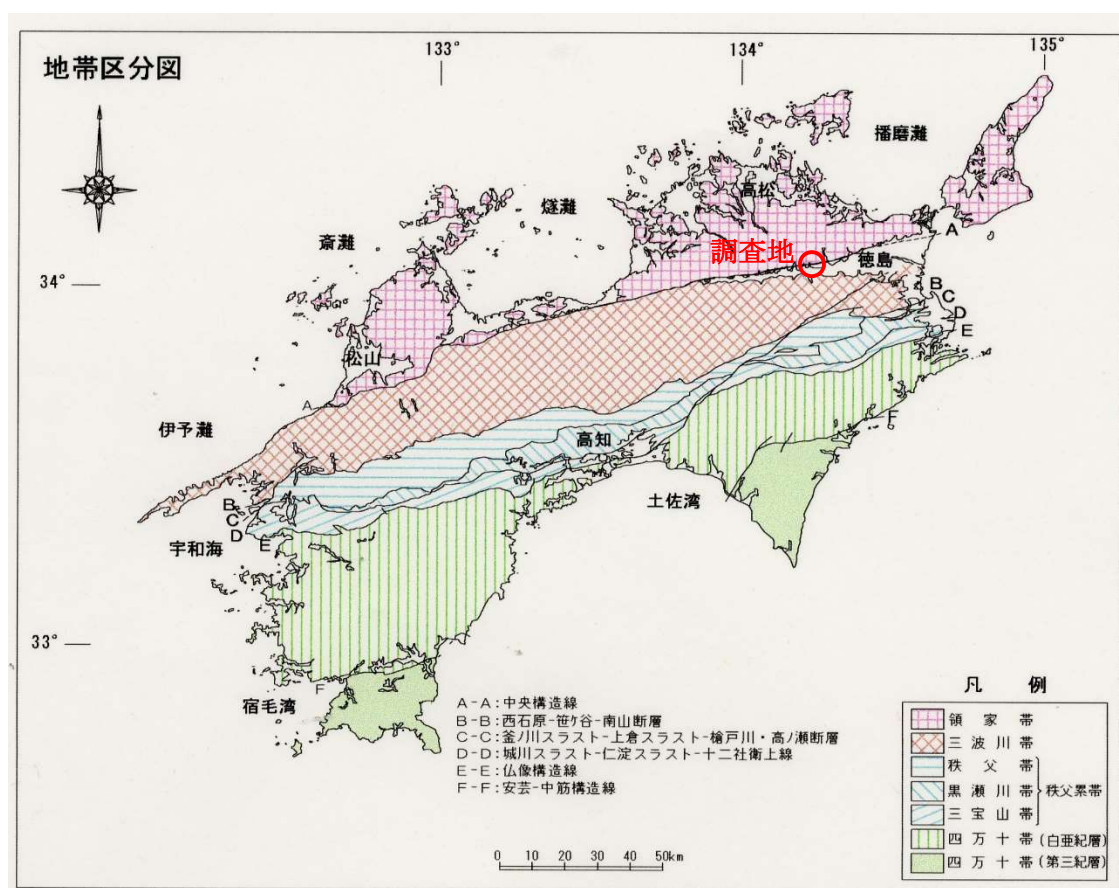 133°
134°
135°
地帯区分図
播磨灘
高松
燧灘
斎灘
調査地
徳島
A
34°
B
C
D
E
松山
A
伊予灘
F
高知
土佐湾
B
C
D
E
宇和海
33°
F
宿毛湾
A-A:中央構造線
B-B:西石原-笹ケ谷-南山断層
C-C:釜ノ川スラスト-上倉スラスト-槍戸川・高ノ瀬断層
D-D:城川スラスト-仁淀スラスト-十二社衝上線
E-E:仏像構造線
F-F:安芸-中筋構造線
0 10 20 30 40 50km
凡例
領家帯
三波川帯
秩父帯
黒瀬川帯
三宝山帯
秩父累帯
四万十帯(白亜紀層)
四万十帯(第三紀層)